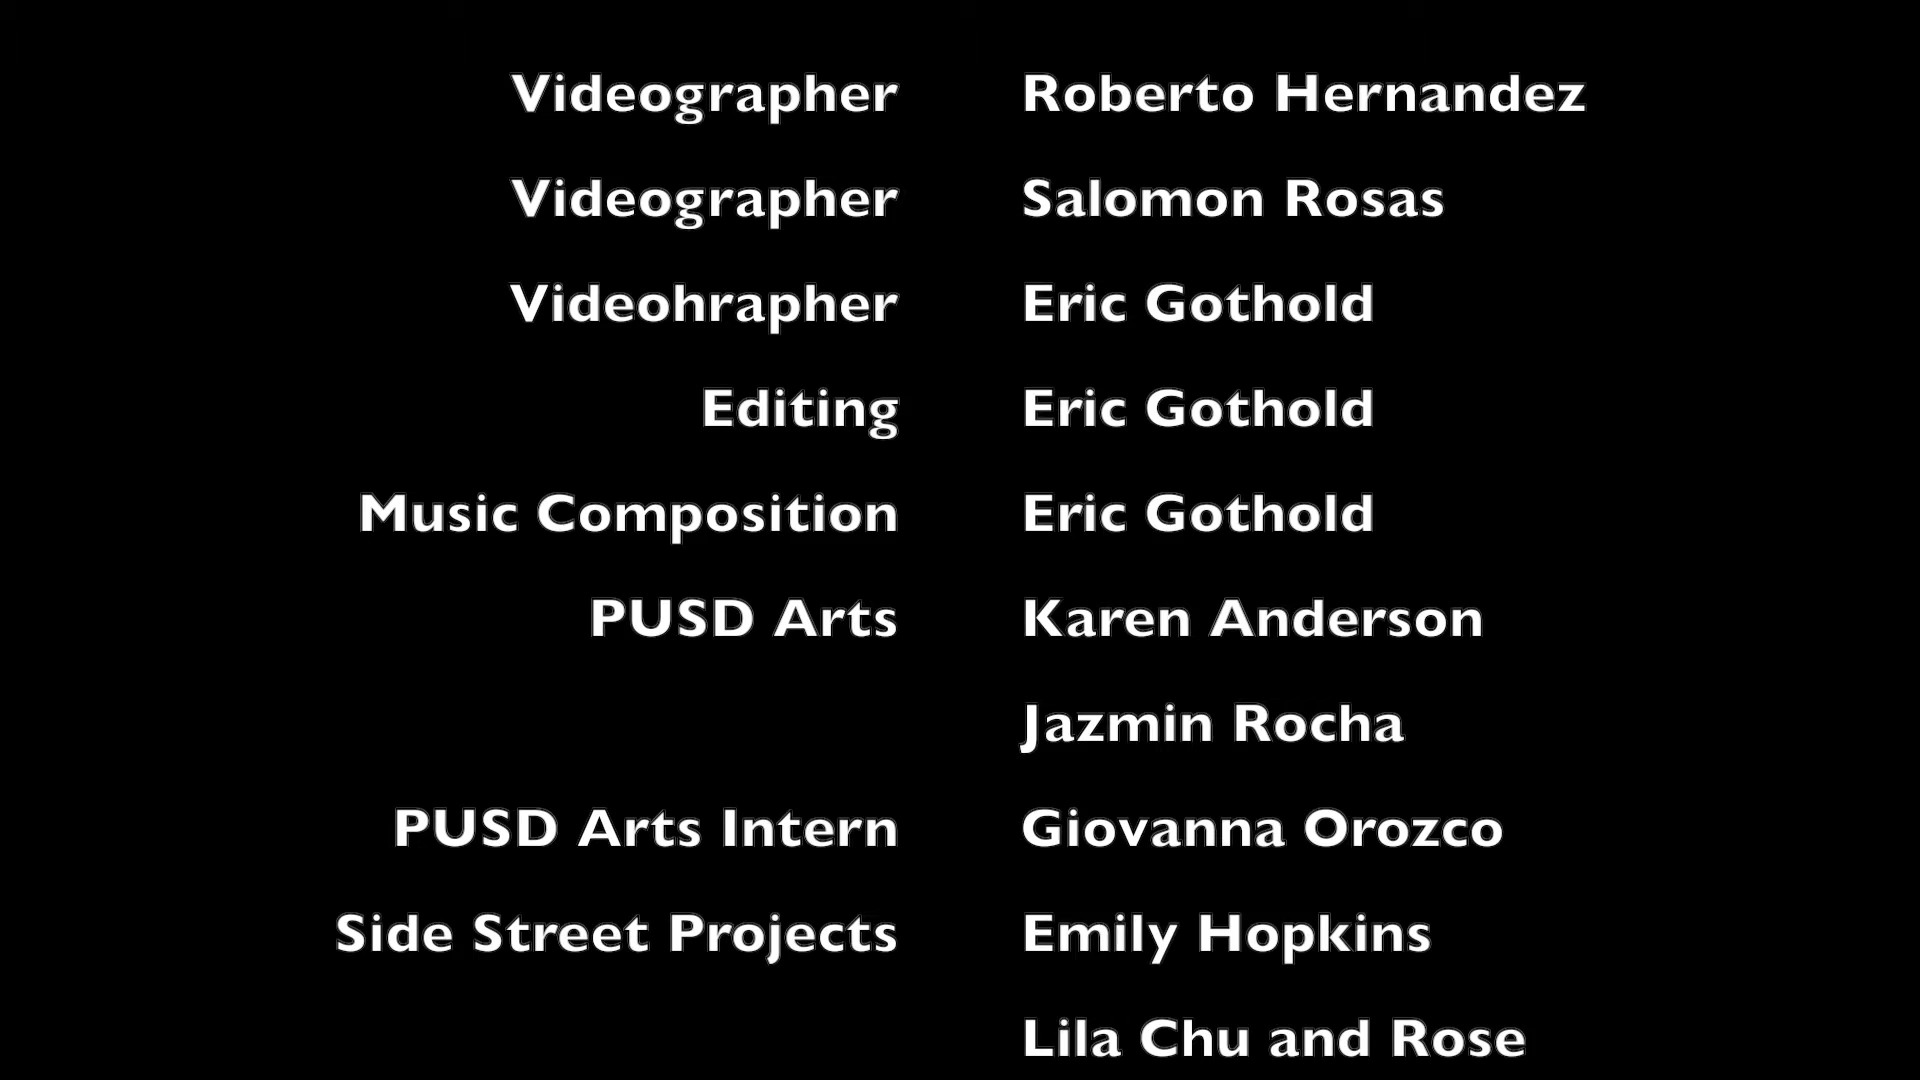 Videographer Roberto Hernandez
Videographer Salomon Rosas
Videohrapher Eric Gothold
Editing Eric Gothold
Music Composition Eric Gothold
PUSD Arts Karen Anderson
Jazmin Rocha
PUSD Arts Intern Giovanna Orozco
Side Street Projects Emily Hopkins
Lila Chu and Rose